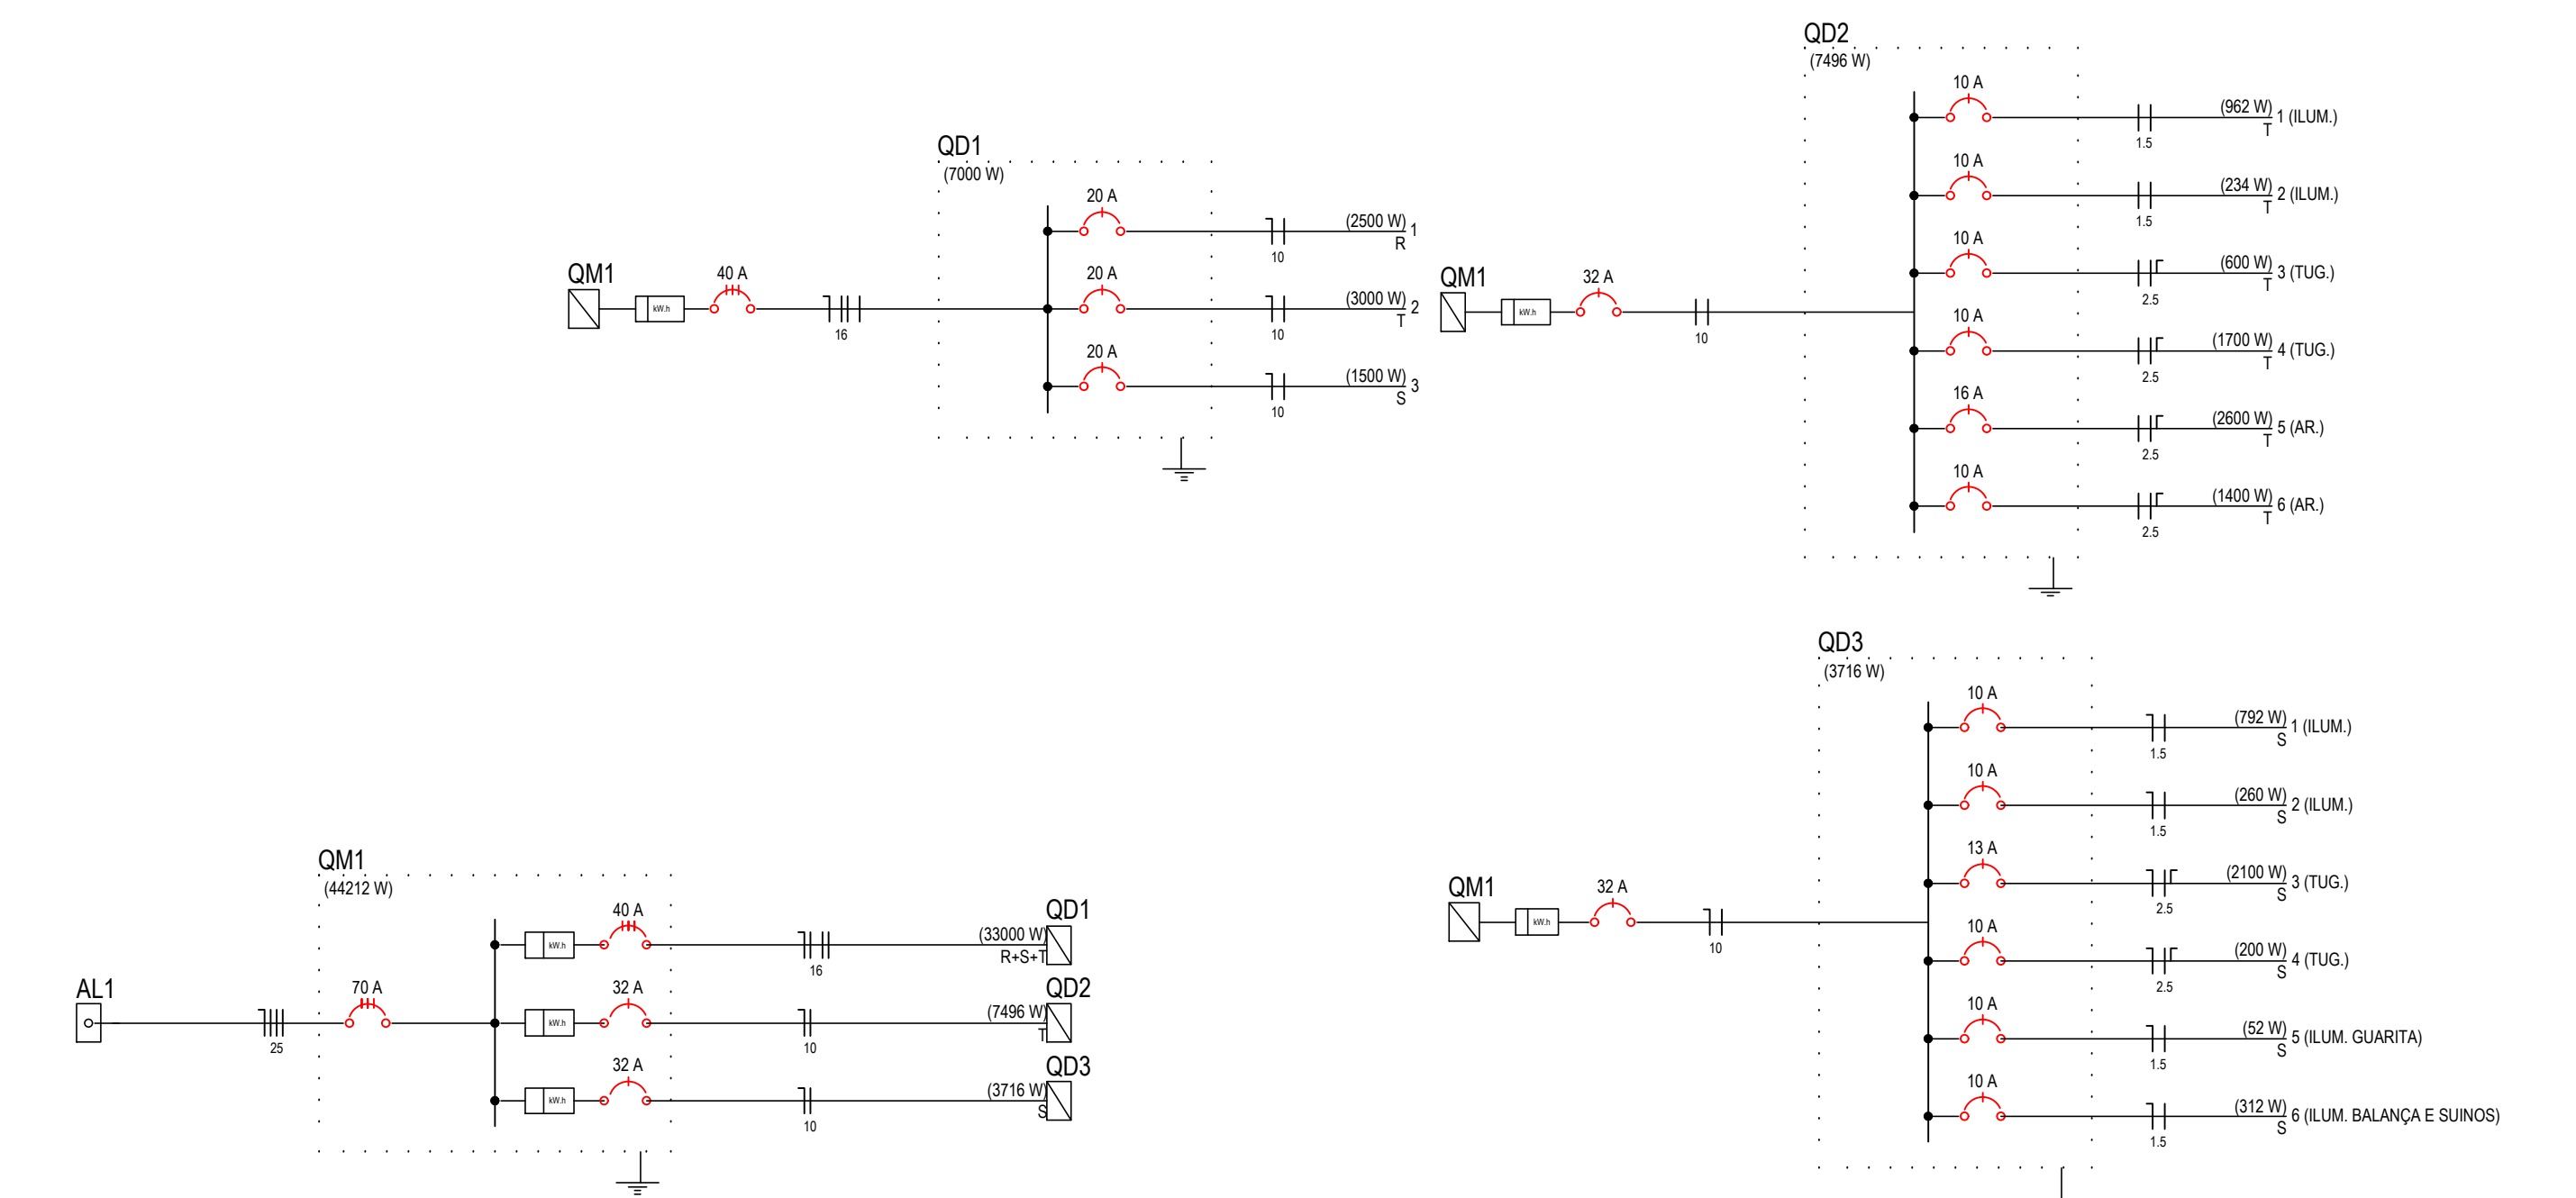 QD2
(7496 W)
10 A
(962 W)
1 (ILUM.)
T
1.5
10 A
(234 W)
2 (ILUM.)
T
1.5
10 A
(600 W)
3 (TUG.)
T
2.5
10 A
(1700 W)
4 (TUG.)
T
2.5
16 A
(2600 W)
5 (AR.)
T
2.5
10 A
(1400 W)
6 (AR.)
T
2.5
QM1
kW.h
32 A
10
QD1
(7000 W)
20 A
(2500 W)
1
R
10
20 A
(3000 W)
2
T
10
20 A
(1500 W)
3
S
10
QM1
kW.h
40 A
16
QD3
(3716 W)
10 A
(792 W)
1 (ILUM.)
S
1.5
10 A
(260 W)
2 (ILUM.)
S
1.5
13 A
(2100 W)
3 (TUG.)
S
2.5
10 A
(200 W)
4 (TUG.)
S
2.5
10 A
(52 W)
5 (ILUM. GUARITA)
S
1.5
10 A
(312 W)
6 (ILUM. BALANÇA E SUINOS)
S
1.5
QM1
kW.h
32 A
10
QM1
(44212 W)
AL1
25
70 A
kW.h
40 A
16
(33000 W)
R+S+T
QD1
kW.h
32 A
10
(7496 W)
T
QD2
kW.h
32 A
10
(3716 W)
S
QD3